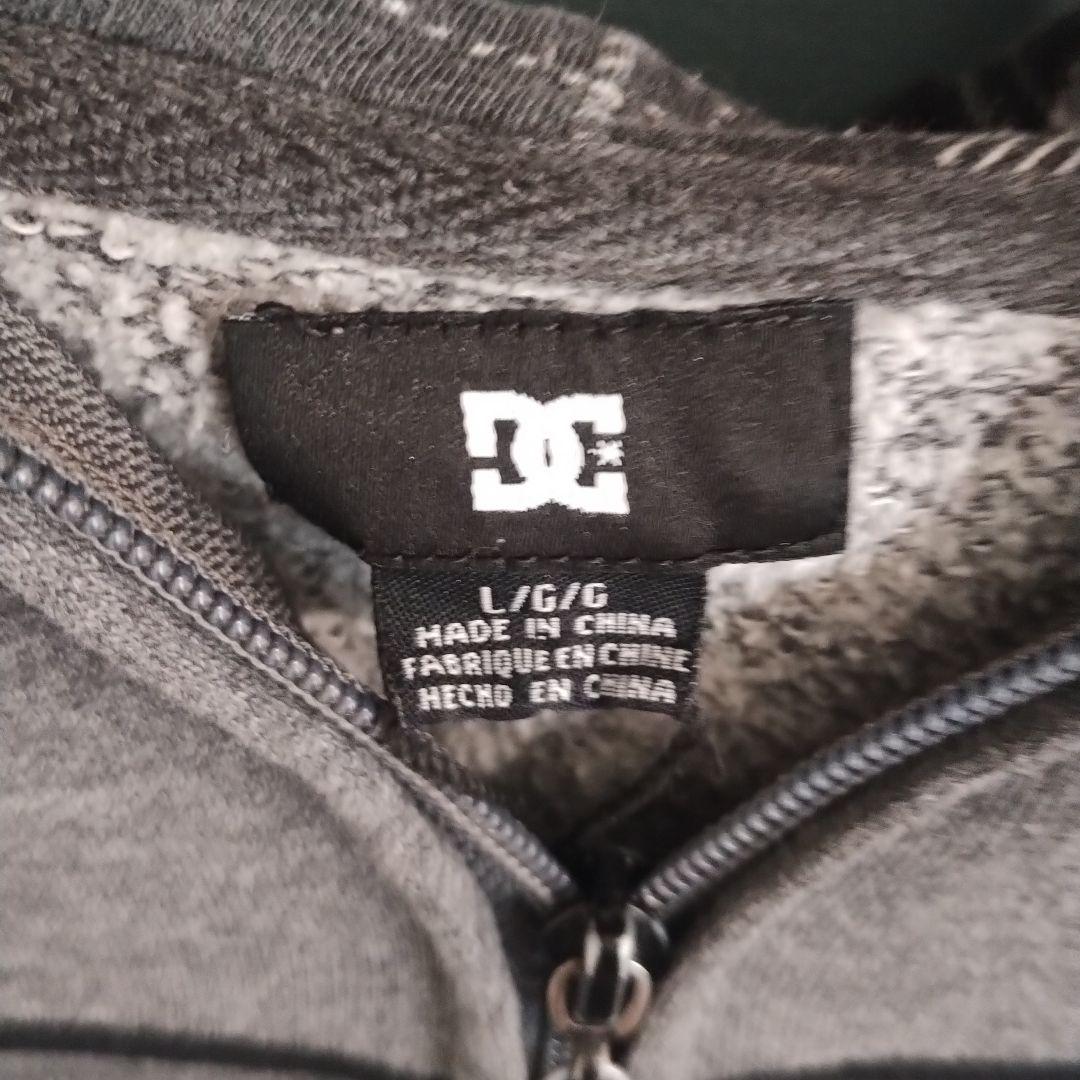 DC
L/G/G
MADE IN CHINA
FABRIQUE EN CHINE
HECHO EN CHINA